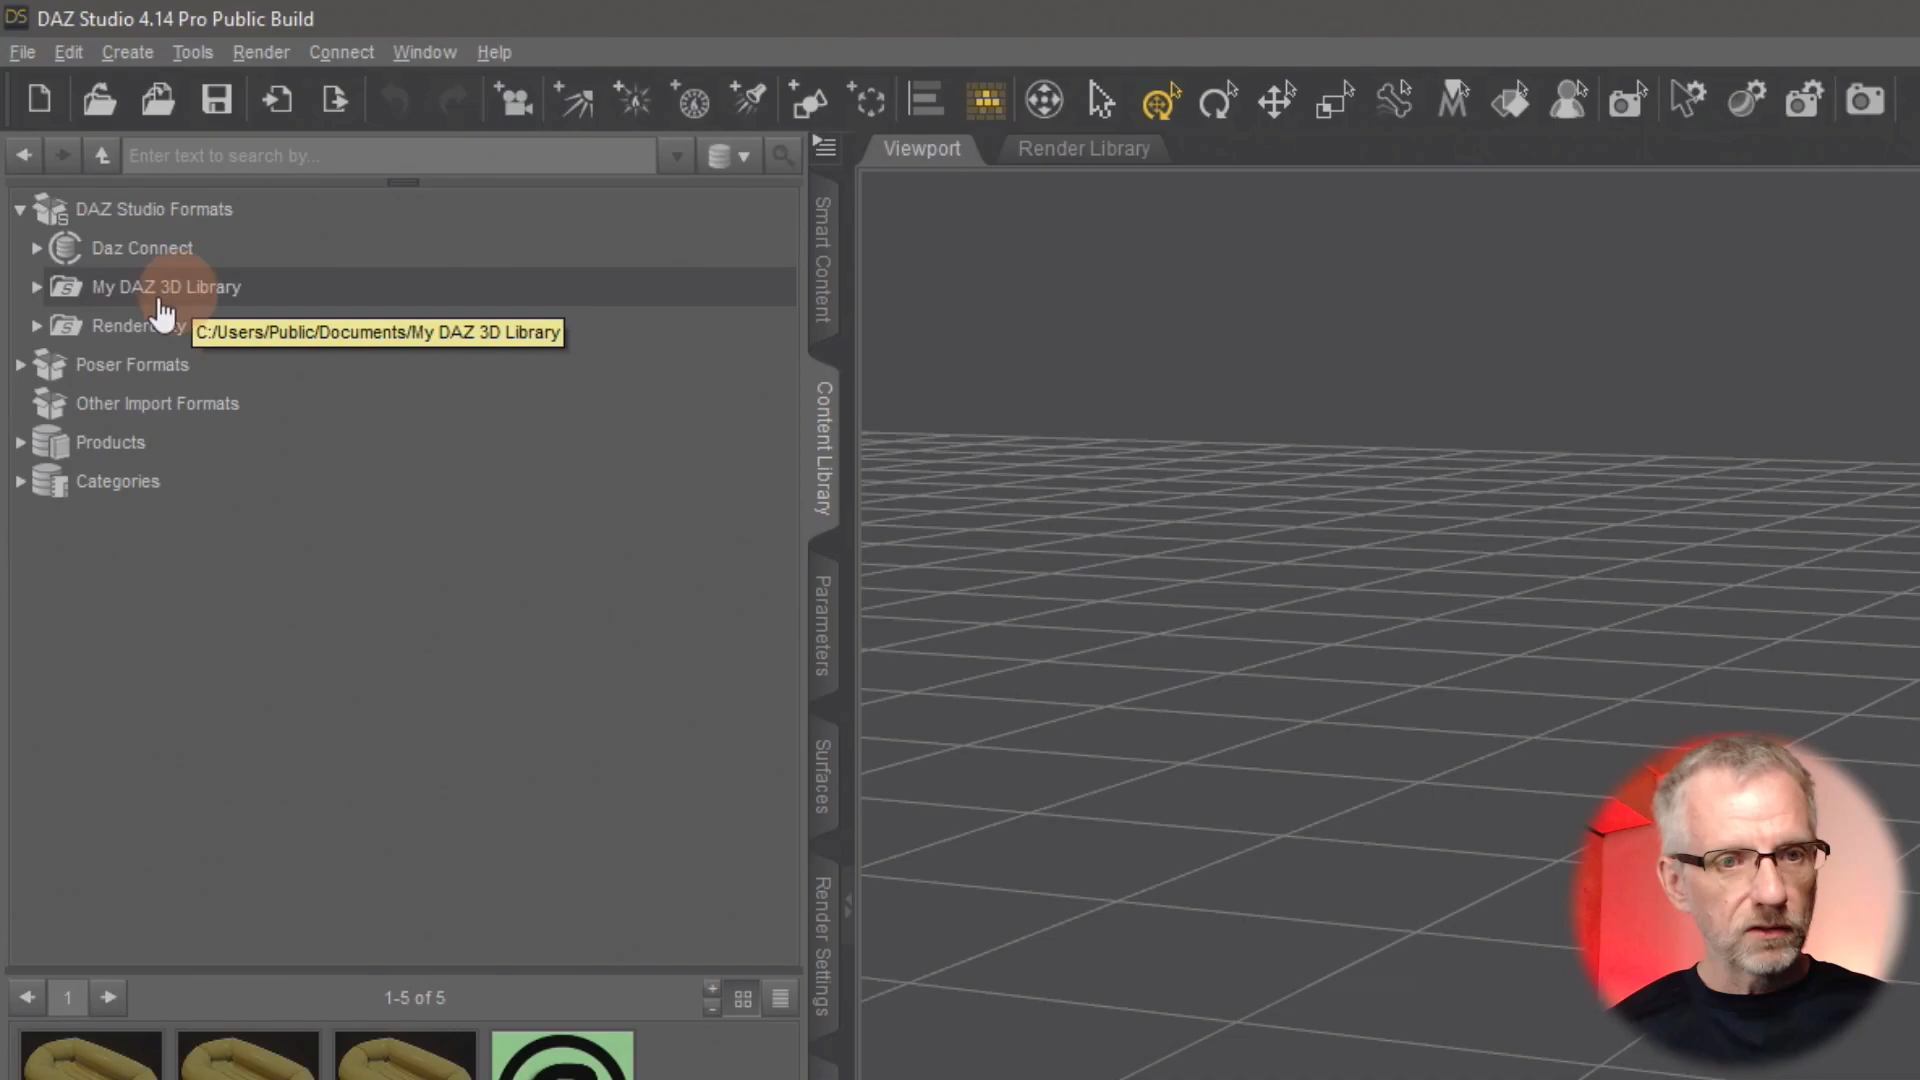 DS DAZ Studio 4.14 Pro Public Build
File Edit Create Tools Render Connect Window Help
Enter text to search by...
Viewport
Render Library
DAZ Studio Formats
Daz Connect
My DAZ 3D Library
C:/Users/Public/Documents/My DAZ 3D Library
Poser Formats
Other Import Formats
Products
Categories
Smart Content
Content Library
Parameters
Surfaces
Render Settings
1
1-5 of 5